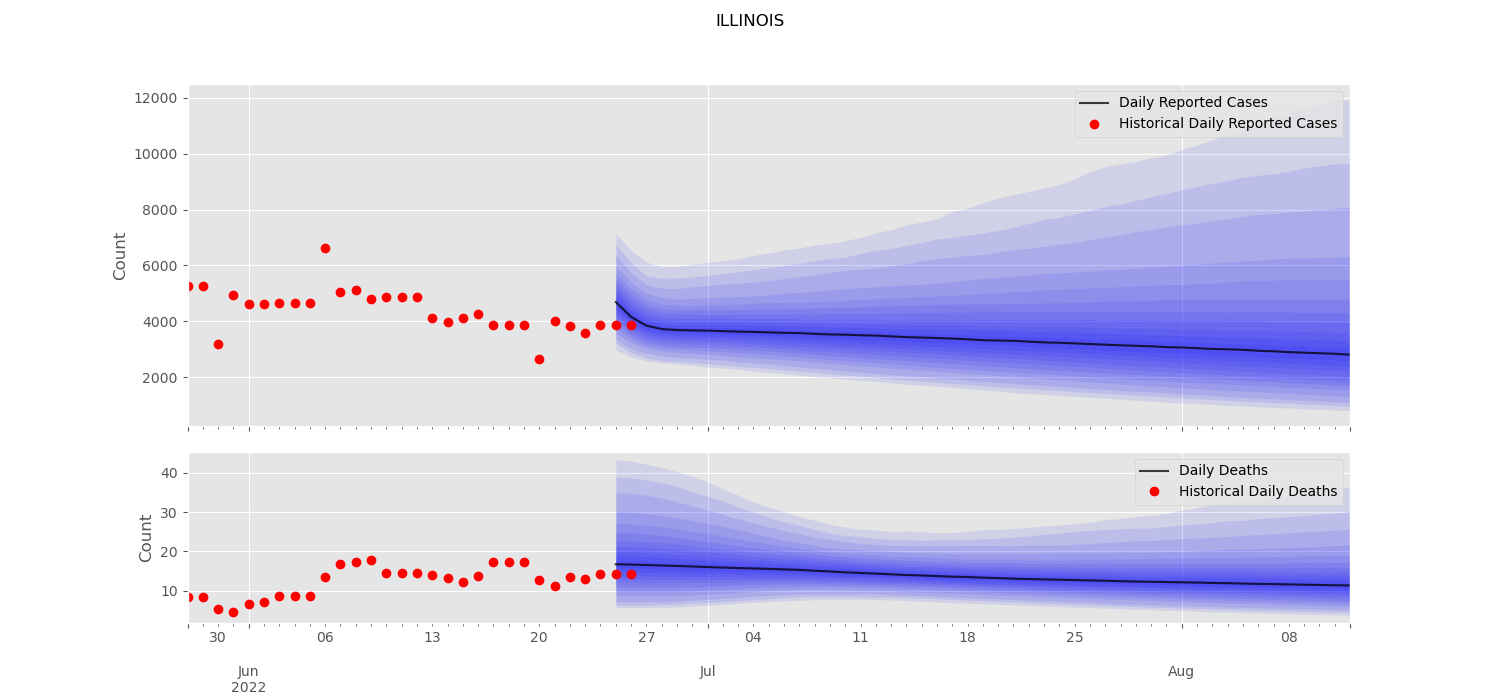 ILLINOIS
12000
10000
8000
6000
4000
2000
Count
Daily Reported Cases
Historical Daily Reported Cases
40
30
20
10
Count
Daily Deaths
Historical Daily Deaths
30 06 13 20 27 04 11 18 25 08
Jun Jul Aug
2022